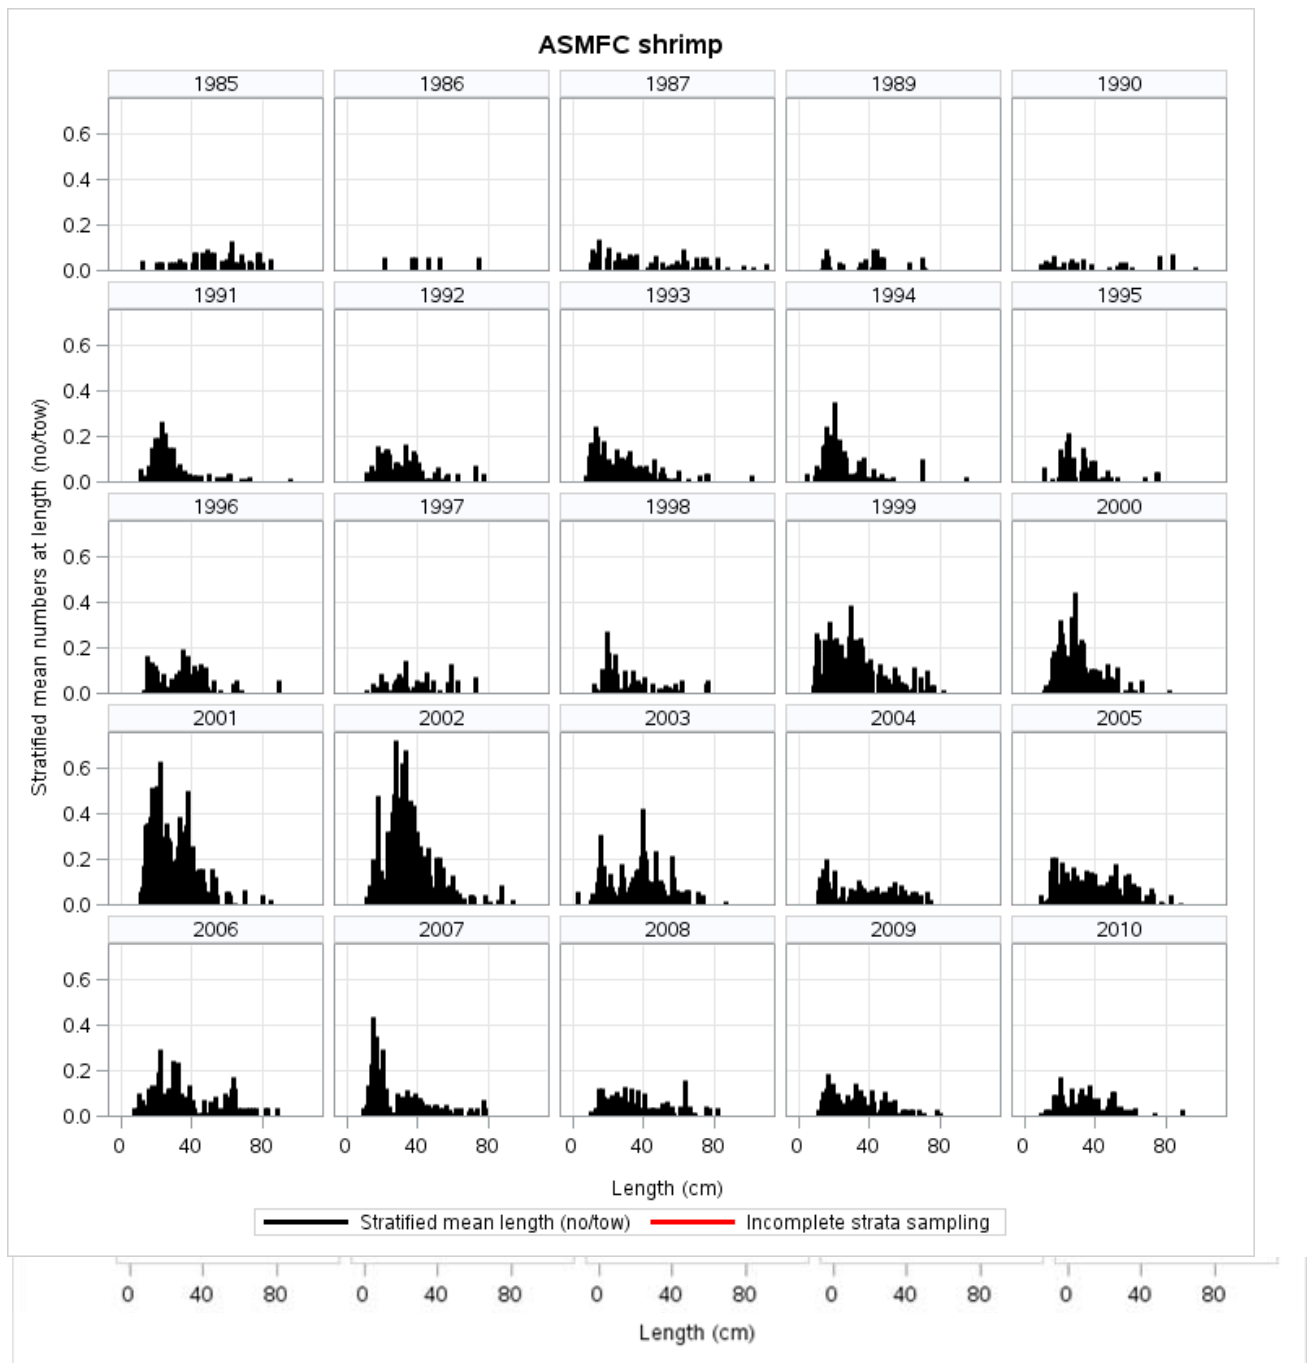 ASMFC shrimp
1985 1986 1987 1989 1990
0.6
0.4
0.2
0.0
1991 1992 1993 1994 1995
0.6
0.4
0.2
0.0
1996 1997 1998 1999 2000
0.6
0.4
0.2
0.0
2001 2002 2003 2004 2005
0.6
0.4
0.2
0.0
2006 2007 2008 2009 2010
0.6
0.4
0.2
0.0
Stratified mean numbers at length (no/tow)
0 40 80 0 40 80 0 40 80 0 40 80 0 40 80
Length (cm)
Stratified mean length (no/tow) Incomplete strata sampling
0 40 80 0 40 80 0 40 80 0 40 80 0 40 80
Length (cm)